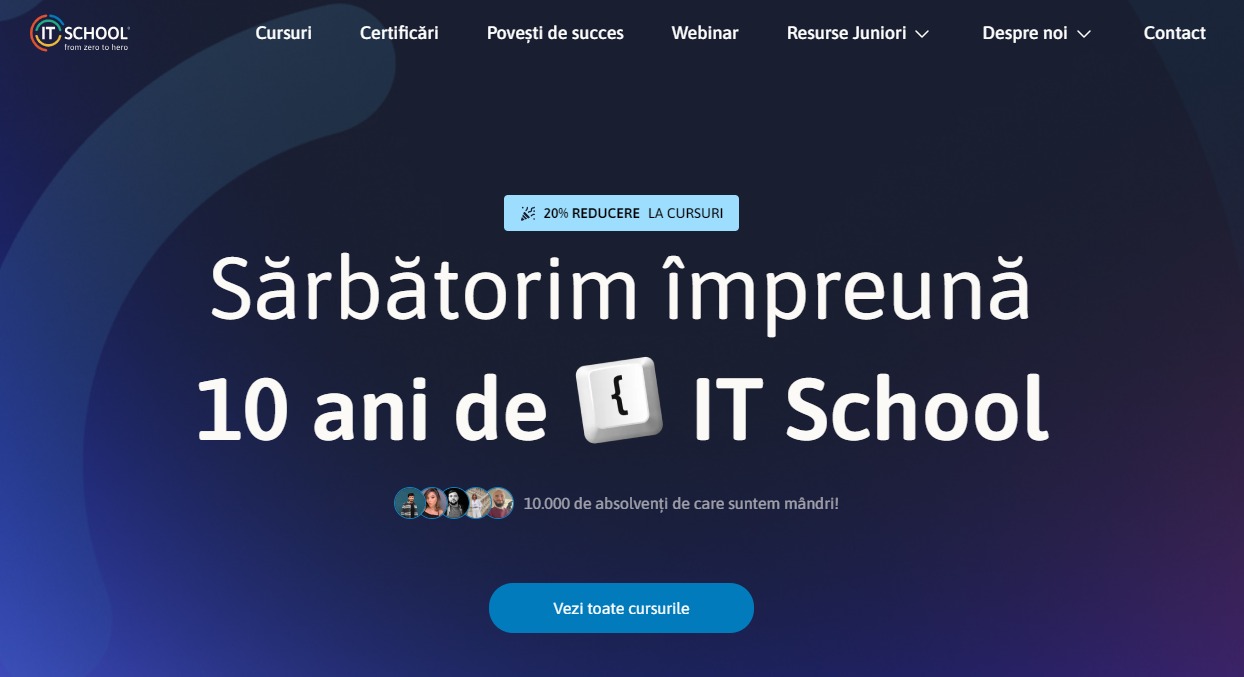 IT SCHOOL
from zero to hero
Cursuri
Certificări
Povești de succes
Webinar
Resurse Juniori
Despre noi
Contact
20% REDUCERE LA CURSURI
Sărbătorim împreună
10 ani de { IT School
10.000 de absolvenți de care suntem mândri!
Vezi toate cursurile